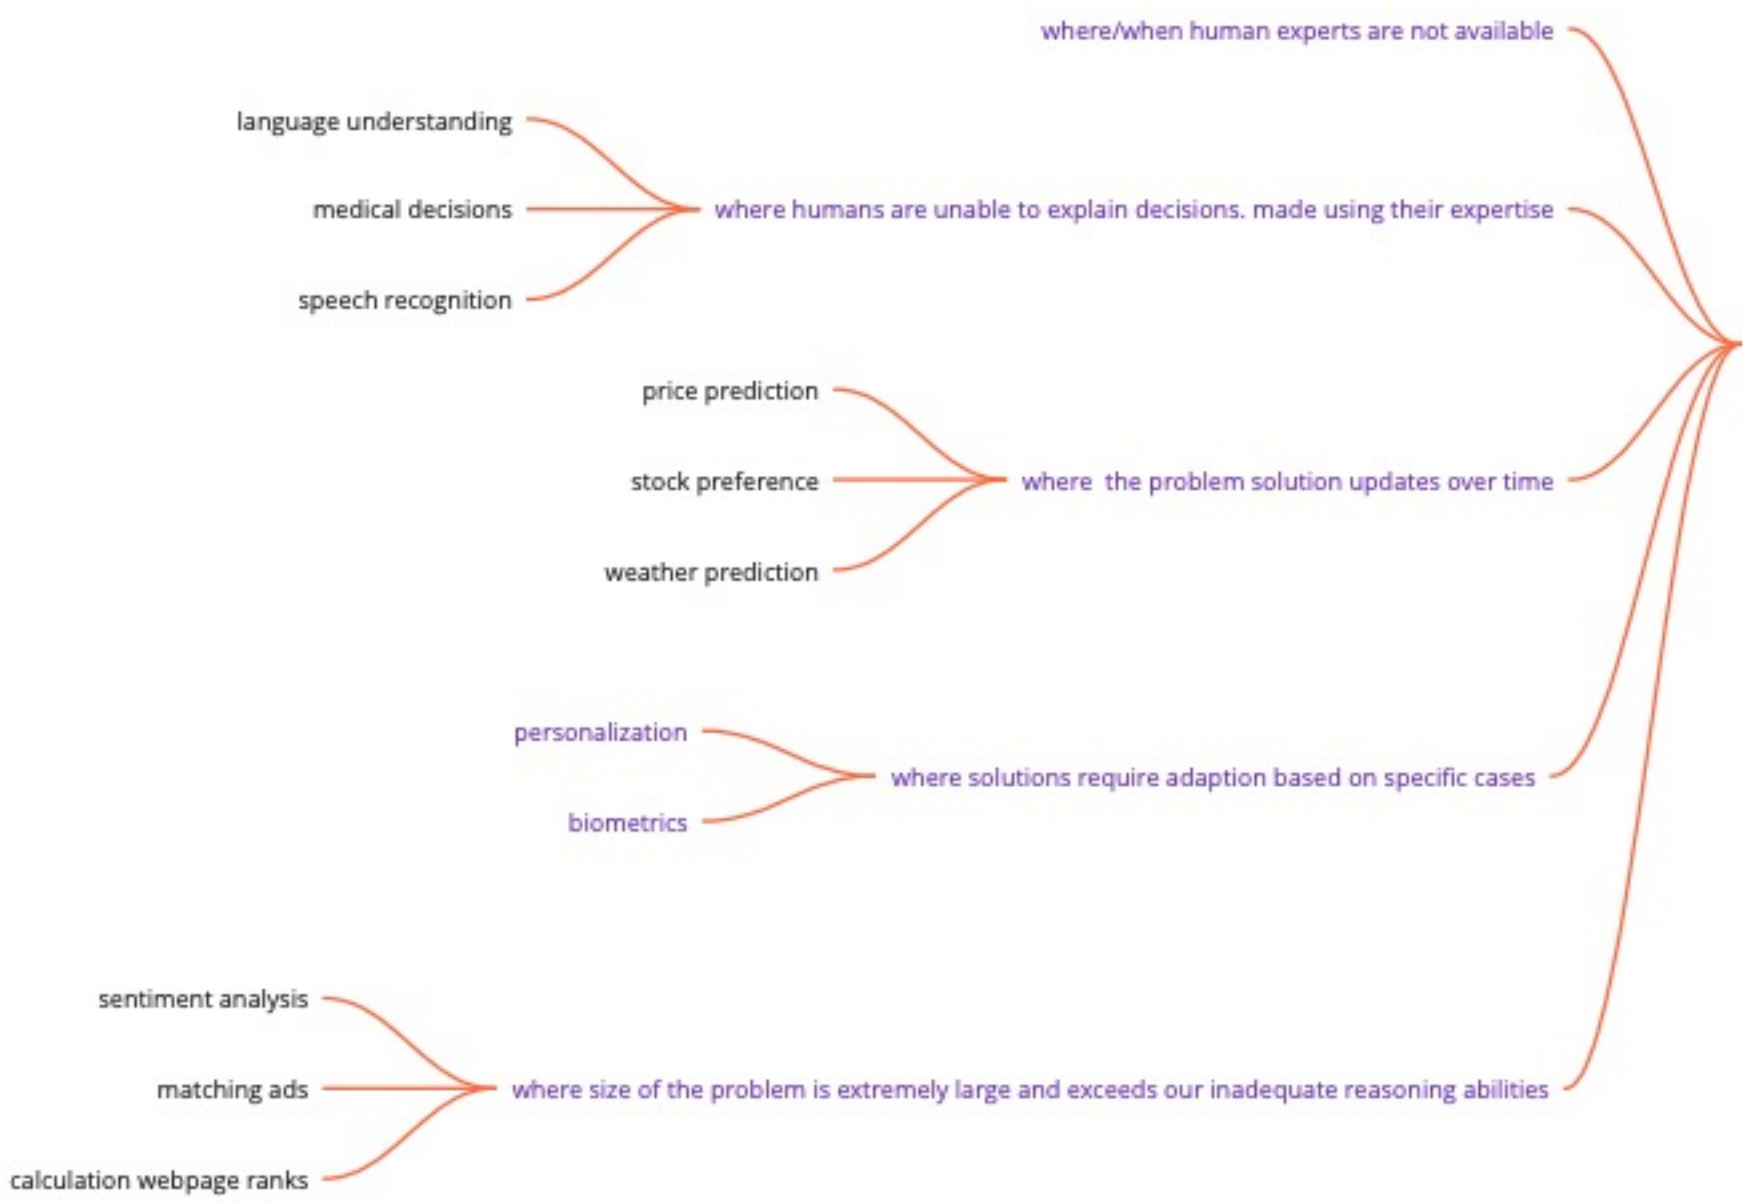 where/when human experts are not available
language understanding
medical decisions
where humans are unable to explain decisions. made using their expertise
speech recognition
price prediction
stock preference
where  the problem solution updates over time
weather prediction
personalization
where solutions require adaption based on specific cases
biometrics
sentiment analysis
matching ads
where size of the problem is extremely large and exceeds our inadequate reasoning abilities
calculation webpage ranks